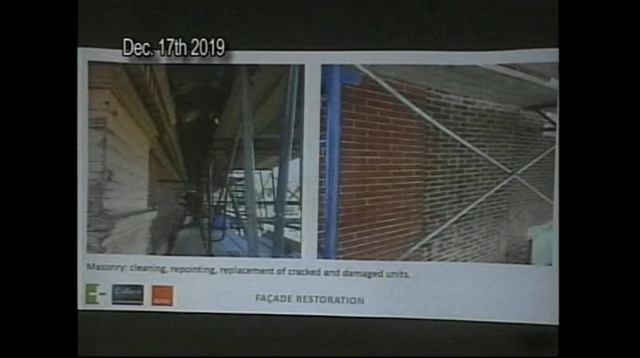 Dec. 17th 2019
Masonry: cleaning, repointing, replacement of cracked and damaged units.
Colliers
FAÇADE RESTORATION